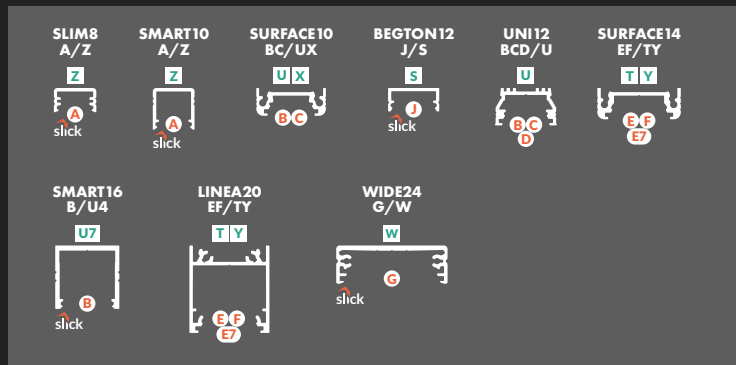 SLIM8
A/Z
Z
A
slick
SMART10
A/Z
Z
A
slick
SURFACE10
BC/UX
U X
B C
BEGTON12
J/S
S
J
slick
UNI12
BCD/U
U
B C
D
SURFACE14
EF/TY
T Y
E F
E7
SMART16
B/U4
U7
B
slick
LINEA20
EF/TY
T Y
E F
E7
WIDE24
G/W
W
G
slick